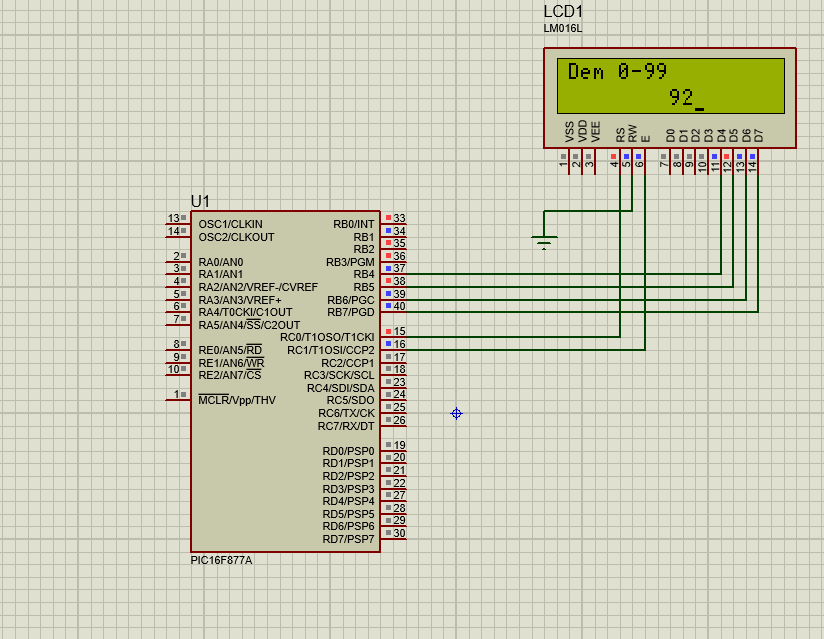 LCD1
LM016L
Dem 0-99
92_
VSS
VDD
VEE
RS
RW
E
D0
D1
D2
D3
D4
D5
D6
D7
1
2
3
4
5
6
7
8
9
10
11
12
13
14
U1
13 OSC1/CLKIN RB0/INT 33
14 OSC2/CLKOUT RB1 34
RB2 35
2 RA0/AN0 RB3/PGM 36
3 RA1/AN1 RB4 37
4 RA2/AN2/VREF-/CVREF RB5 38
5 RA3/AN3/VREF+ RB6/PGC 39
6 RA4/T0CKI/C1OUT RB7/PGD 40
7 RA5/AN4/SS/C2OUT
RC0/T1OSO/T1CKI 15
8 RE0/AN5/RD RC1/T1OSI/CCP2 16
9 RE1/AN6/WR RC2/CCP1 17
10 RE2/AN7/CS RC3/SCK/SCL 18
RC4/SDI/SDA 23
1 MCLR/Vpp/THV RC5/SDO 24
RC6/TX/CK 25
RC7/RX/DT 26
RD0/PSP0 19
RD1/PSP1 20
RD2/PSP2 21
RD3/PSP3 22
RD4/PSP4 27
RD5/PSP5 28
RD6/PSP6 29
RD7/PSP7 30
PIC16F877A